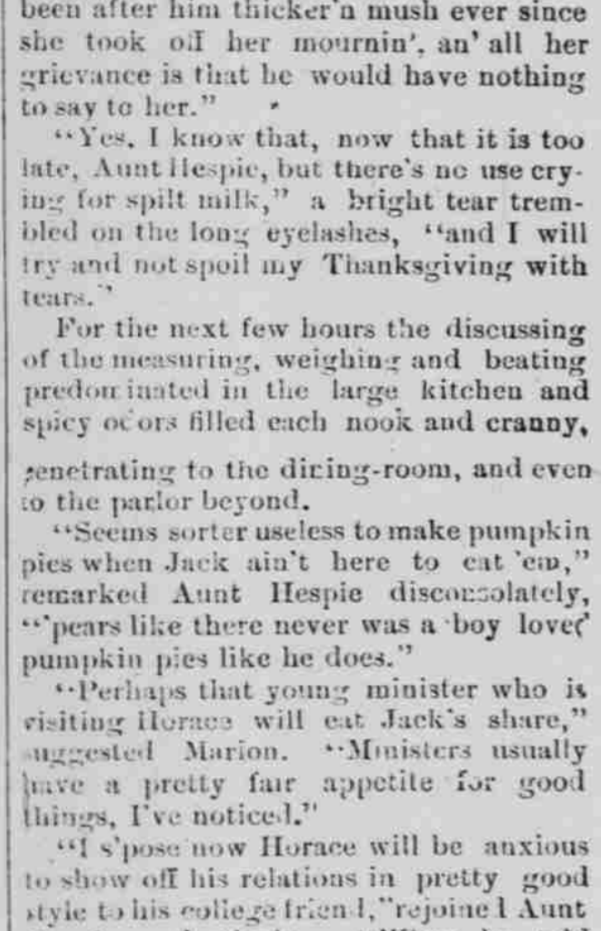 been after him thicker'n mush ever since
she took off her mournin', an' all her
grievance is that he would have nothing
to say to her."
"Yes, I know that, now that it is too
late, Aunt Hespie, but there's no use cry-
ing for spilt milk," a bright tear trem-
bled on the long eyelashes, "and I will
try and not spoil my Thanksgiving with
tears."
For the next few hours the discussing
of the measuring, weighing and beating
predominated in the large kitchen and
spicy odors filled each nook and cranny,
penetrating to the dining-room, and even
to the parlor beyond.
"Seems sorter useless to make pumpkin
pies when Jack ain't here to eat 'em,"
remarked Aunt Hespie disconsolately,
"'pears like there never was a boy loved
pumpkin pies like he does."
"Perhaps that young minister who is
visiting Horace will eat Jack's share,"
suggested Marion. "Ministers usually
have a pretty fair appetite for good
things, I've noticed."
"I s'pose now Horace will be anxious
to show off his relations in pretty good
style to his college friend," rejoined Aunt